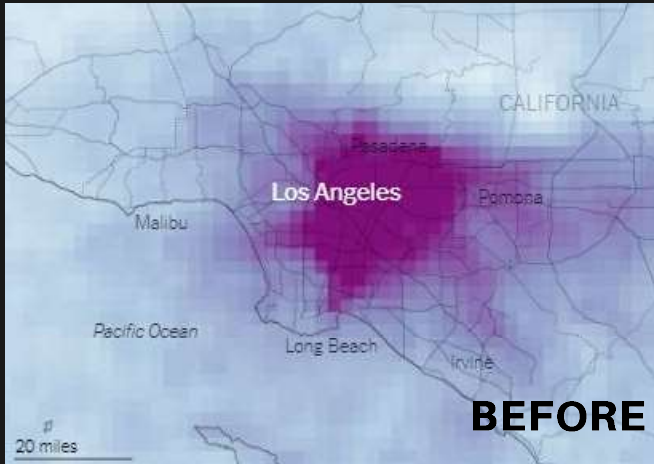 CALIFORNIA
Pasadena
Los Angeles
Pomona
Malibu
Pacific Ocean
Long Beach
Irvine
BEFORE
20 miles